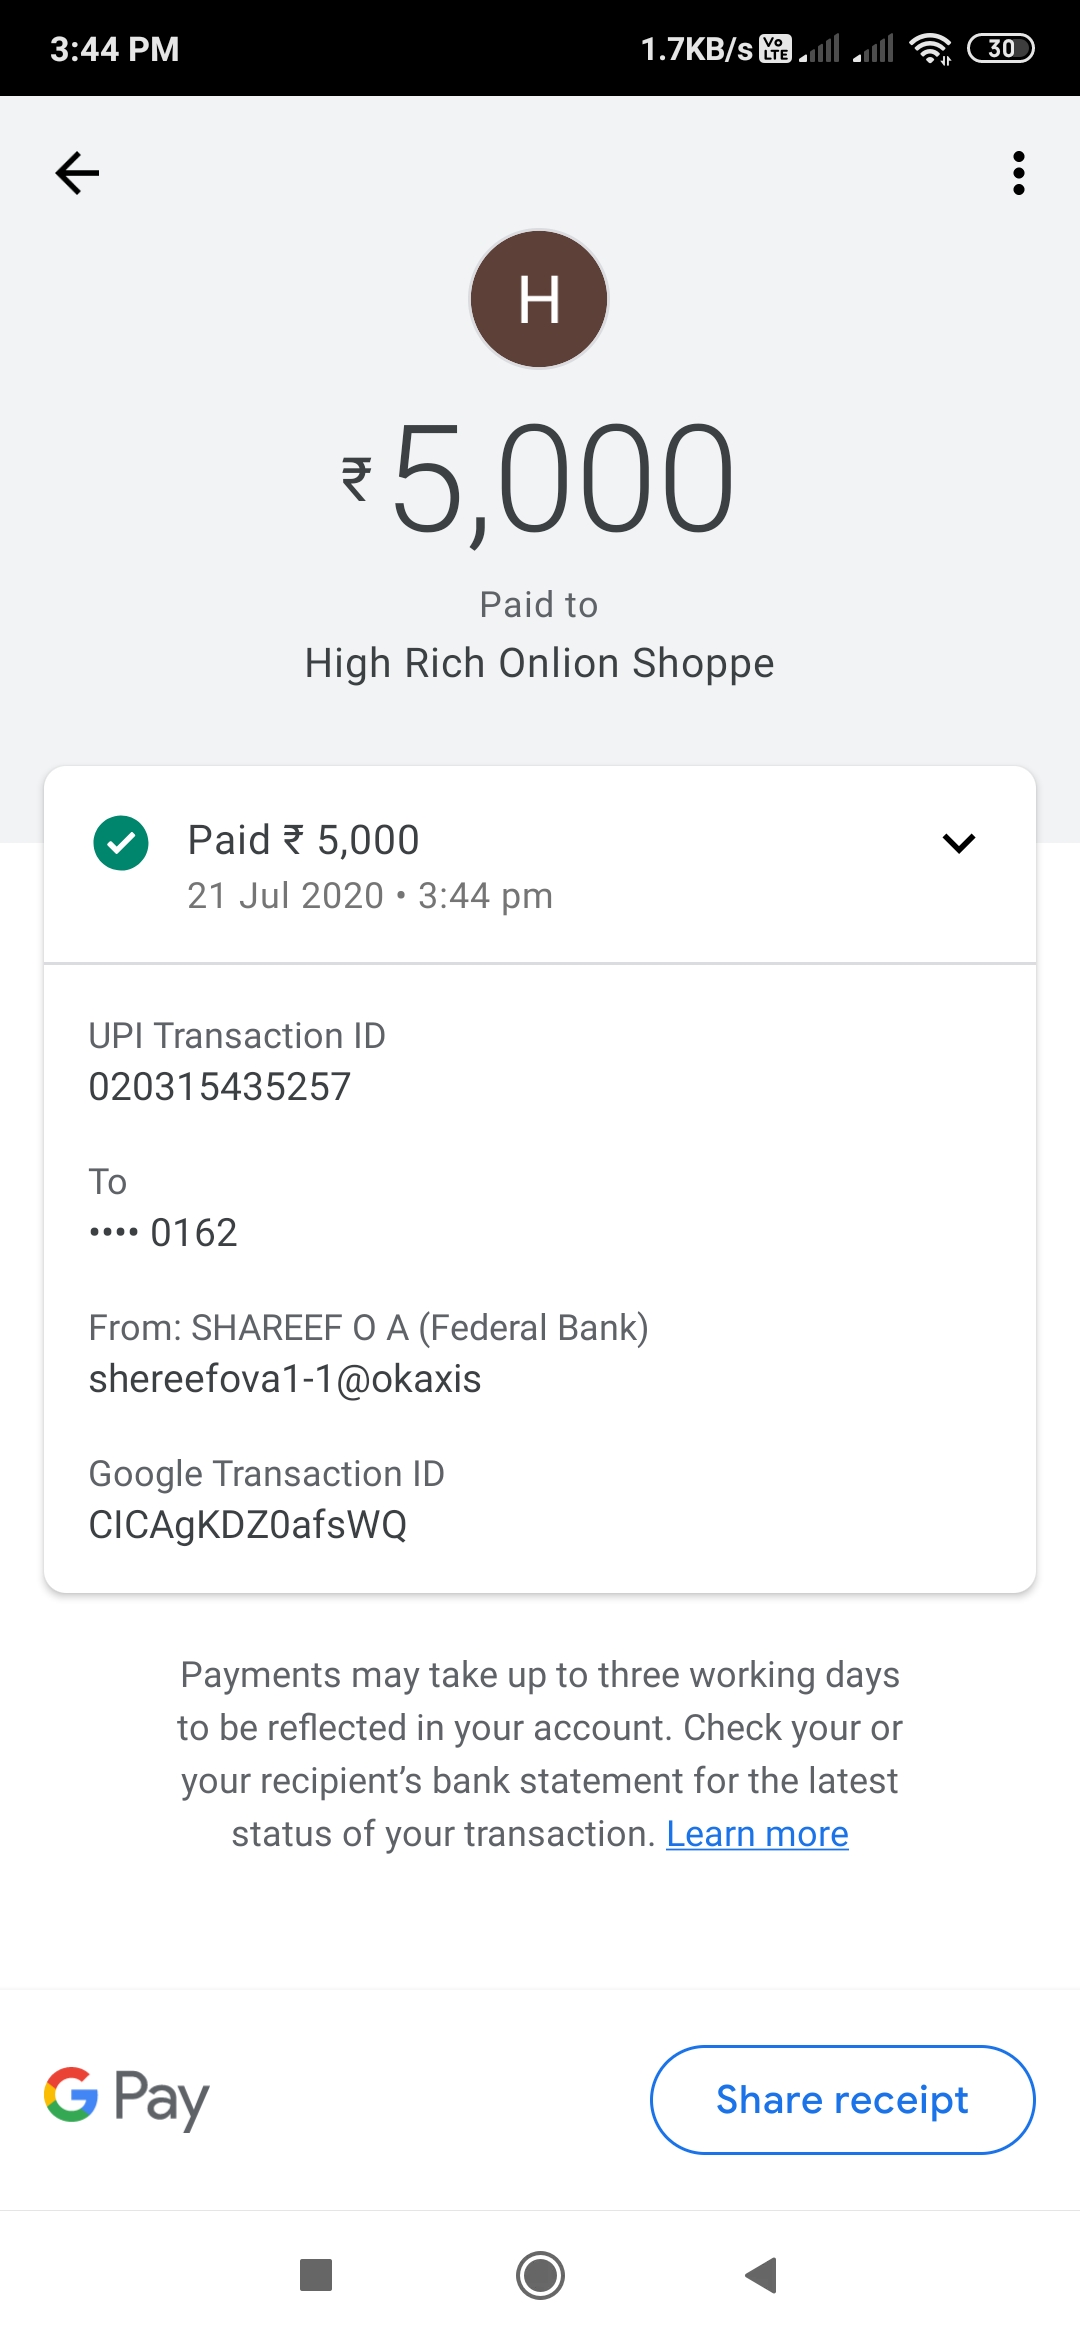 3:44 PM 1.7KB/s Vo LTE 30
H
₹5,000
Paid to
High Rich Onlion Shoppe
Paid ₹ 5,000
21 Jul 2020 • 3:44 pm
UPI Transaction ID
020315435257
To
•••• 0162
From: SHAREEF O A (Federal Bank)
shereefova1-1@okaxis
Google Transaction ID
CICAgKDZ0afsWQ
Payments may take up to three working days
to be reflected in your account. Check your or
your recipient’s bank statement for the latest
status of your transaction. Learn more
G Pay
Share receipt